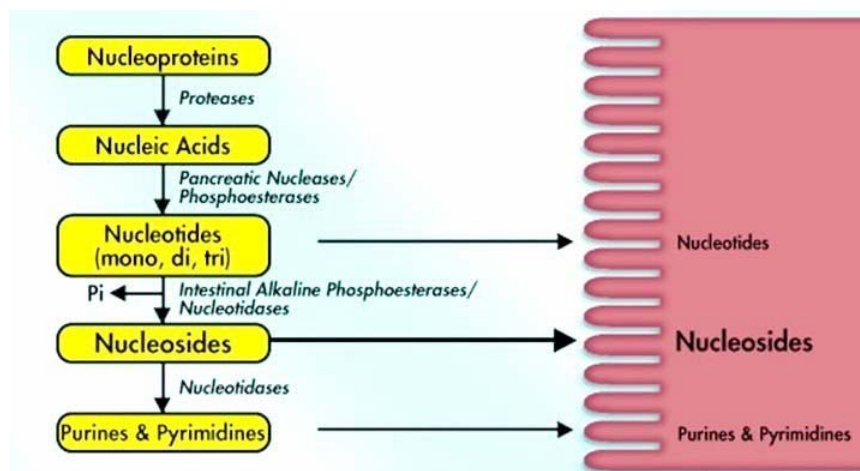 Nucleoproteins
Proteases
Nucleic Acids
Pancreatic Nucleases/
Phosphoesterases
Nucleotides
(mono, di, tri)
Nucleotides
Pi
Intestinal Alkaline Phosphoesterases/
Nucleotidases
Nucleosides
Nucleosides
Nucleotidases
Purines & Pyrimidines
Purines & Pyrimidines